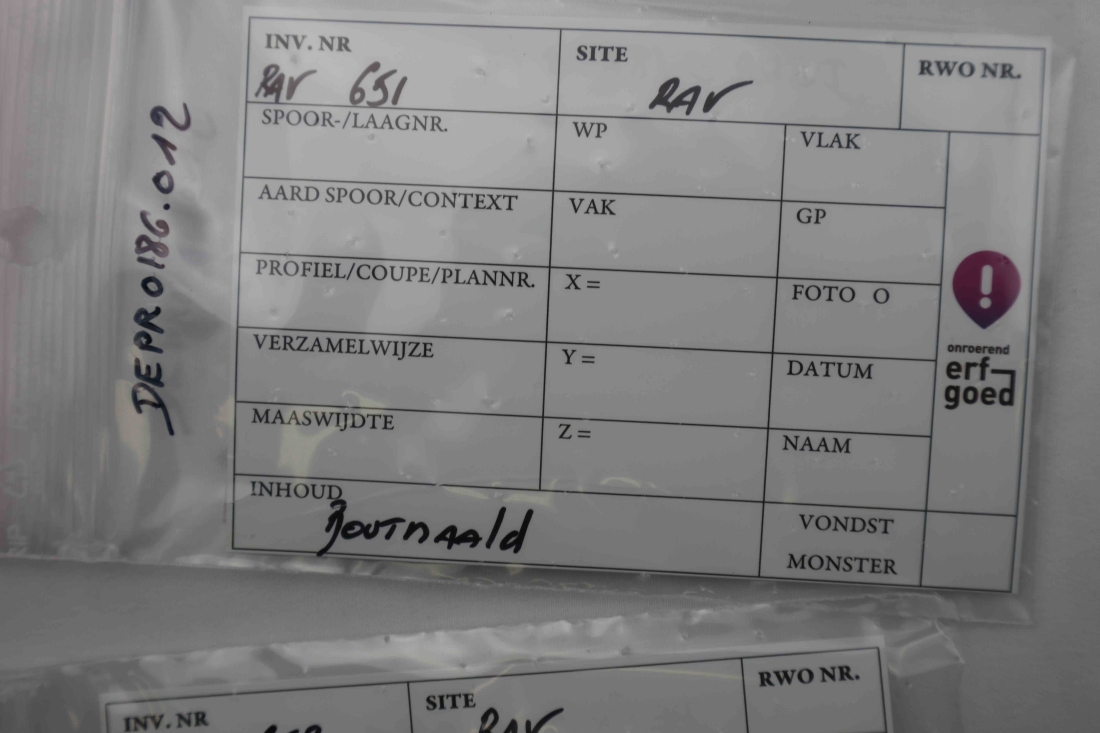 DEPRO186.012
INV. NR
RAV 651
SITE
RAV
RWO NR.
SPOOR-/LAAGNR.
WP
VLAK
AARD SPOOR/CONTEXT
VAK
GP
PROFIEL/COUPE/PLANNR.
X =
FOTO O
VERZAMELWIJZE
Y =
DATUM
MAASWIJDTE
Z =
NAAM
INHOUD
Boutnaald
VONDST
MONSTER
onroerend
erf-
goed
INV. NR
SITE
RAV
RWO NR.